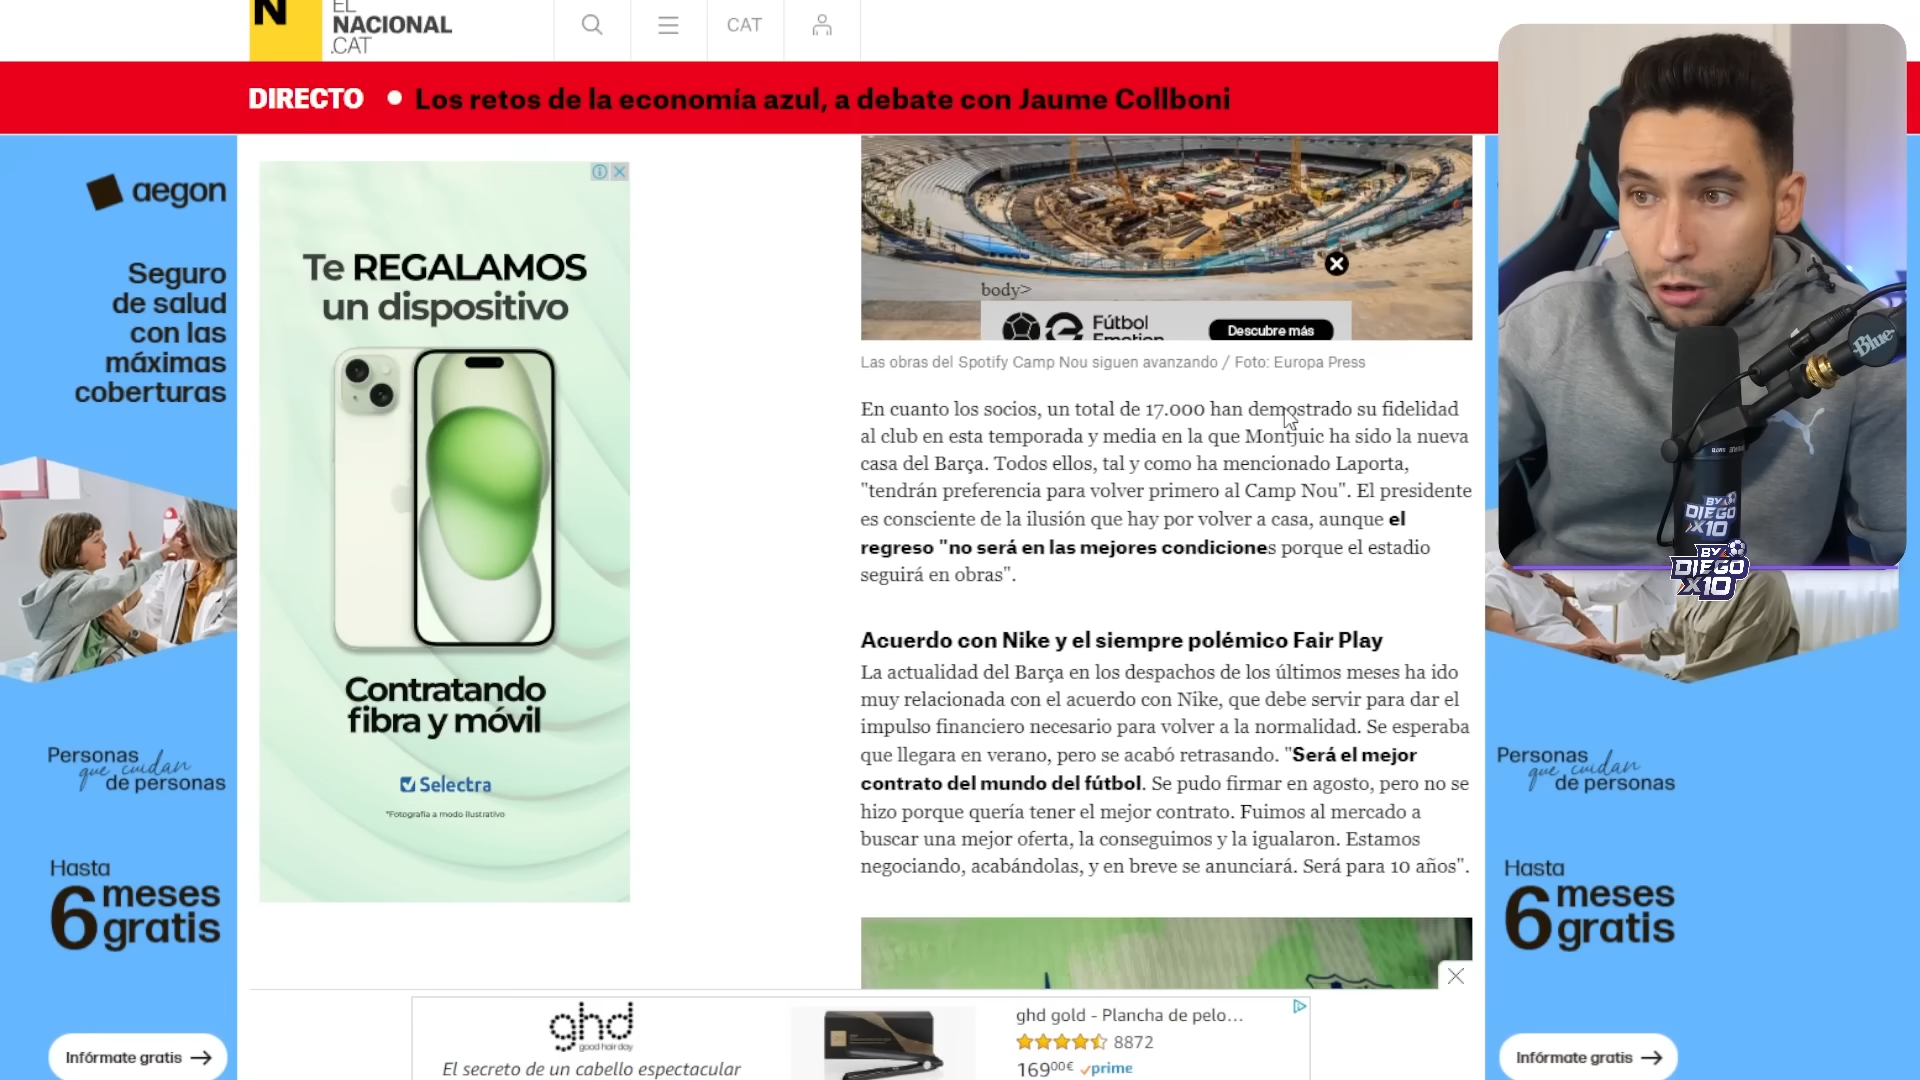 N
EL
NACIONAL
.CAT
CAT
DIRECTO • Los retos de la economía azul, a debate con Jaume Collboni
aegon
Seguro
de salud
con las
máximas
coberturas
Personas
que cuidan
de personas
Hasta
6 meses
gratis
Infórmate gratis →
Te REGALAMOS
un dispositivo
Contratando
fibra y móvil
Selectra
*Fotografía a modo ilustrativo
body>
Fútbol
Emotion
Descubre más
Las obras del Spotify Camp Nou siguen avanzando / Foto: Europa Press
En cuanto los socios, un total de 17.000 han demostrado su fidelidad
al club en esta temporada y media en la que Montjuic ha sido la nueva
casa del Barça. Todos ellos, tal y como ha mencionado Laporta,
"tendrán preferencia para volver primero al Camp Nou". El presidente
es consciente de la ilusión que hay por volver a casa, aunque el
regreso "no será en las mejores condiciones porque el estadio
seguirá en obras".
Acuerdo con Nike y el siempre polémico Fair Play
La actualidad del Barça en los despachos de los últimos meses ha ido
muy relacionada con el acuerdo con Nike, que debe servir para dar el
impulso financiero necesario para volver a la normalidad. Se esperaba
que llegara en verano, pero se acabó retrasando. "Será el mejor
contrato del mundo del fútbol. Se pudo firmar en agosto, pero no se
hizo porque quería tener el mejor contrato. Fuimos al mercado a
buscar una mejor oferta, la conseguimos y la igualaron. Estamos
negociando, acabándolas, y en breve se anunciará. Será para 10 años".
ghd
good hair day
El secreto de un cabello espectacular
ghd gold - Plancha de pelo...
8872
16900€ prime
Blue
BY
DIEGO
X10
BY
DIEGO
X10
Personas
que cuidan
de personas
Hasta
6 meses
gratis
Infórmate gratis →